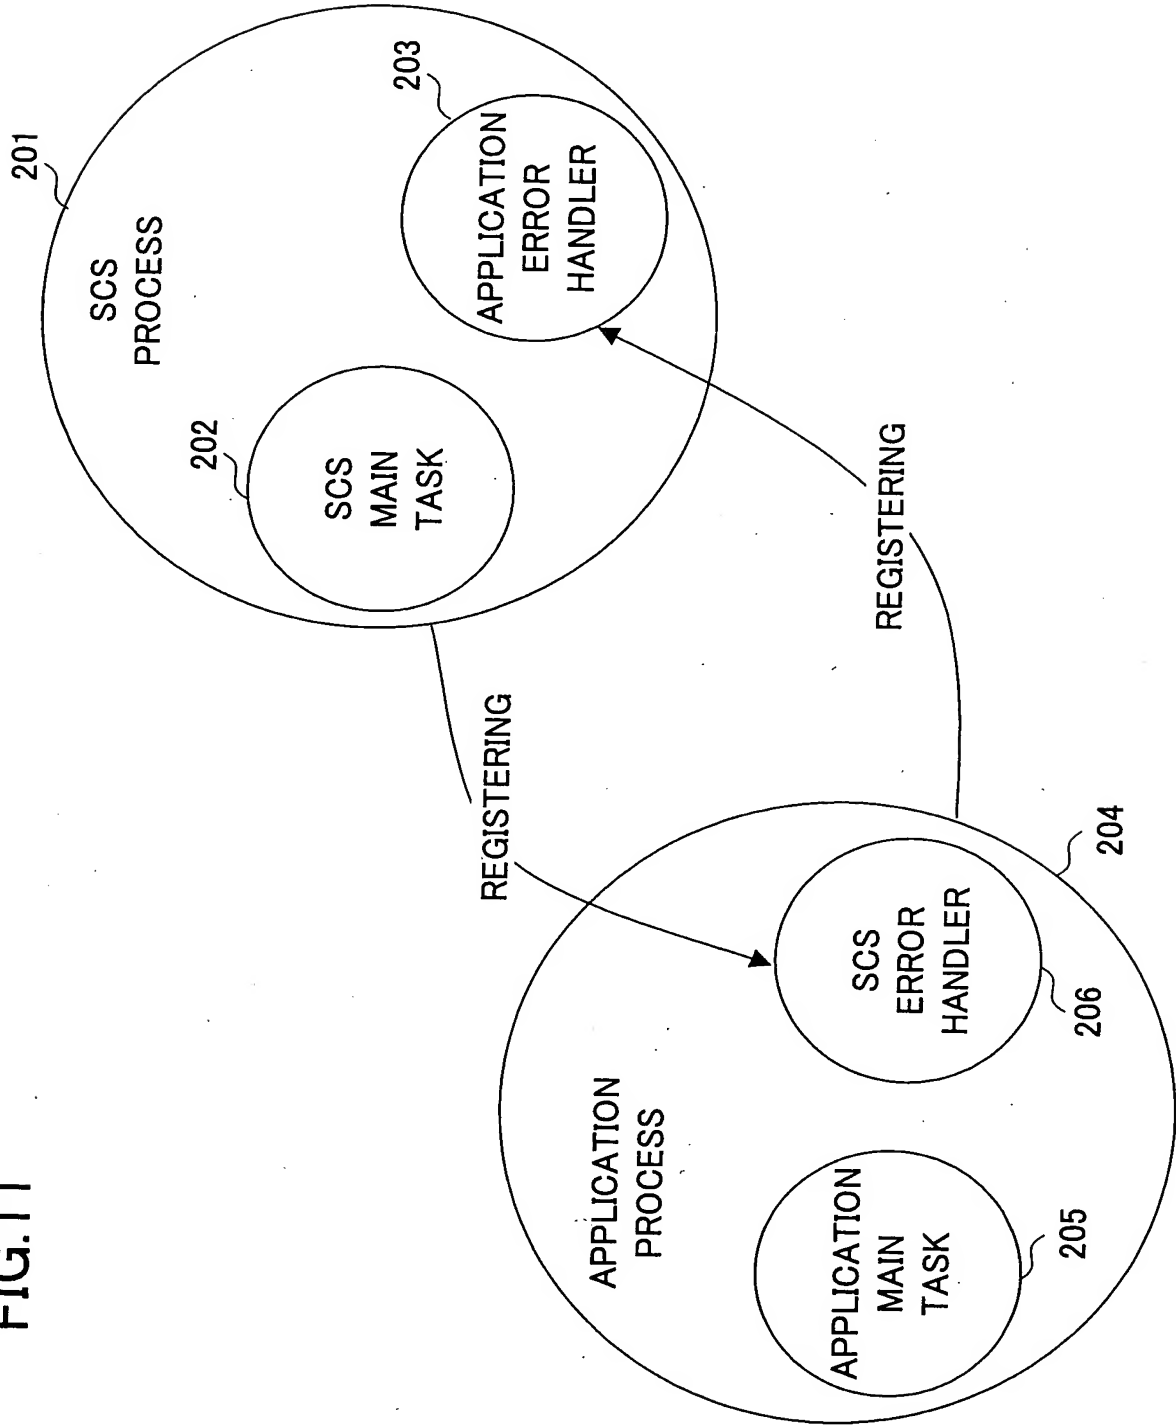 FIG.11
APPLICATION
PROCESS
APPLICATION
MAIN
TASK
205
SCS
ERROR
HANDLER
206
204
REGISTERING
REGISTERING
SCS
PROCESS
201
SCS
MAIN
TASK
202
APPLICATION
ERROR
HANDLER
203